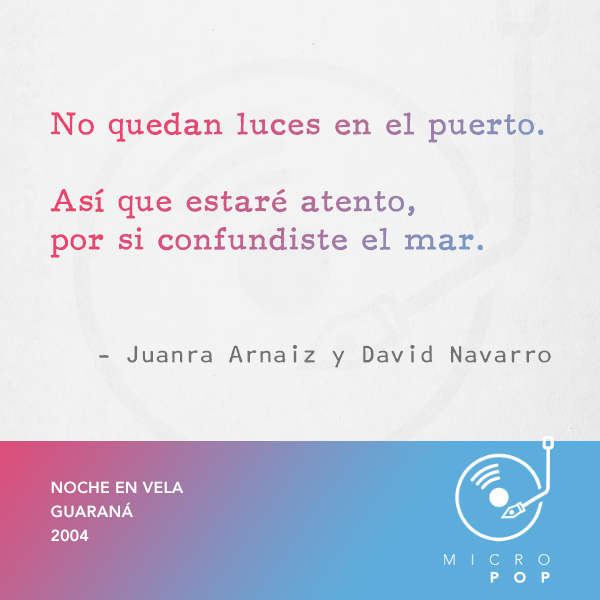 No quedan luces en el puerto.
Así que estaré atento,
por si confundiste el mar.
– Juanra Arnaiz y David Navarro
NOCHE EN VELA
GUARANÁ
2004
MICRO
POP